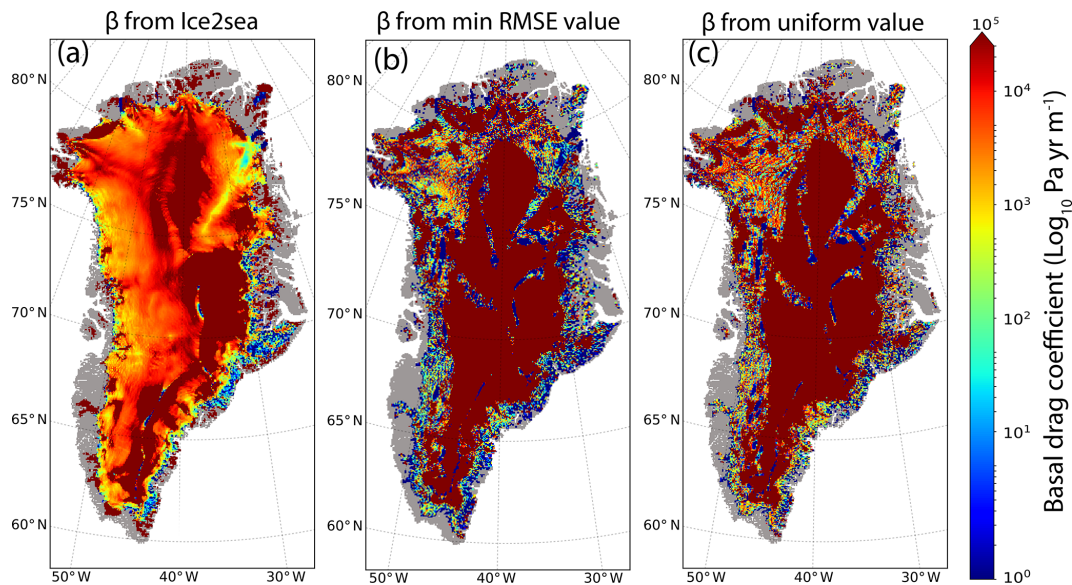 β from Ice2sea
β from min RMSE value
β from uniform value
(a)
(b)
(c)
80° N
75° N
70° N
65° N
60° N
50° W
40° W
30° W
80° N
75° N
70° N
65° N
60° N
50° W
40° W
30° W
80° N
75° N
70° N
65° N
60° N
50° W
40° W
30° W
10⁵
10⁴
10³
10²
10¹
10⁰
Basal drag coefficient (Log₁₀ Pa yr m⁻¹)